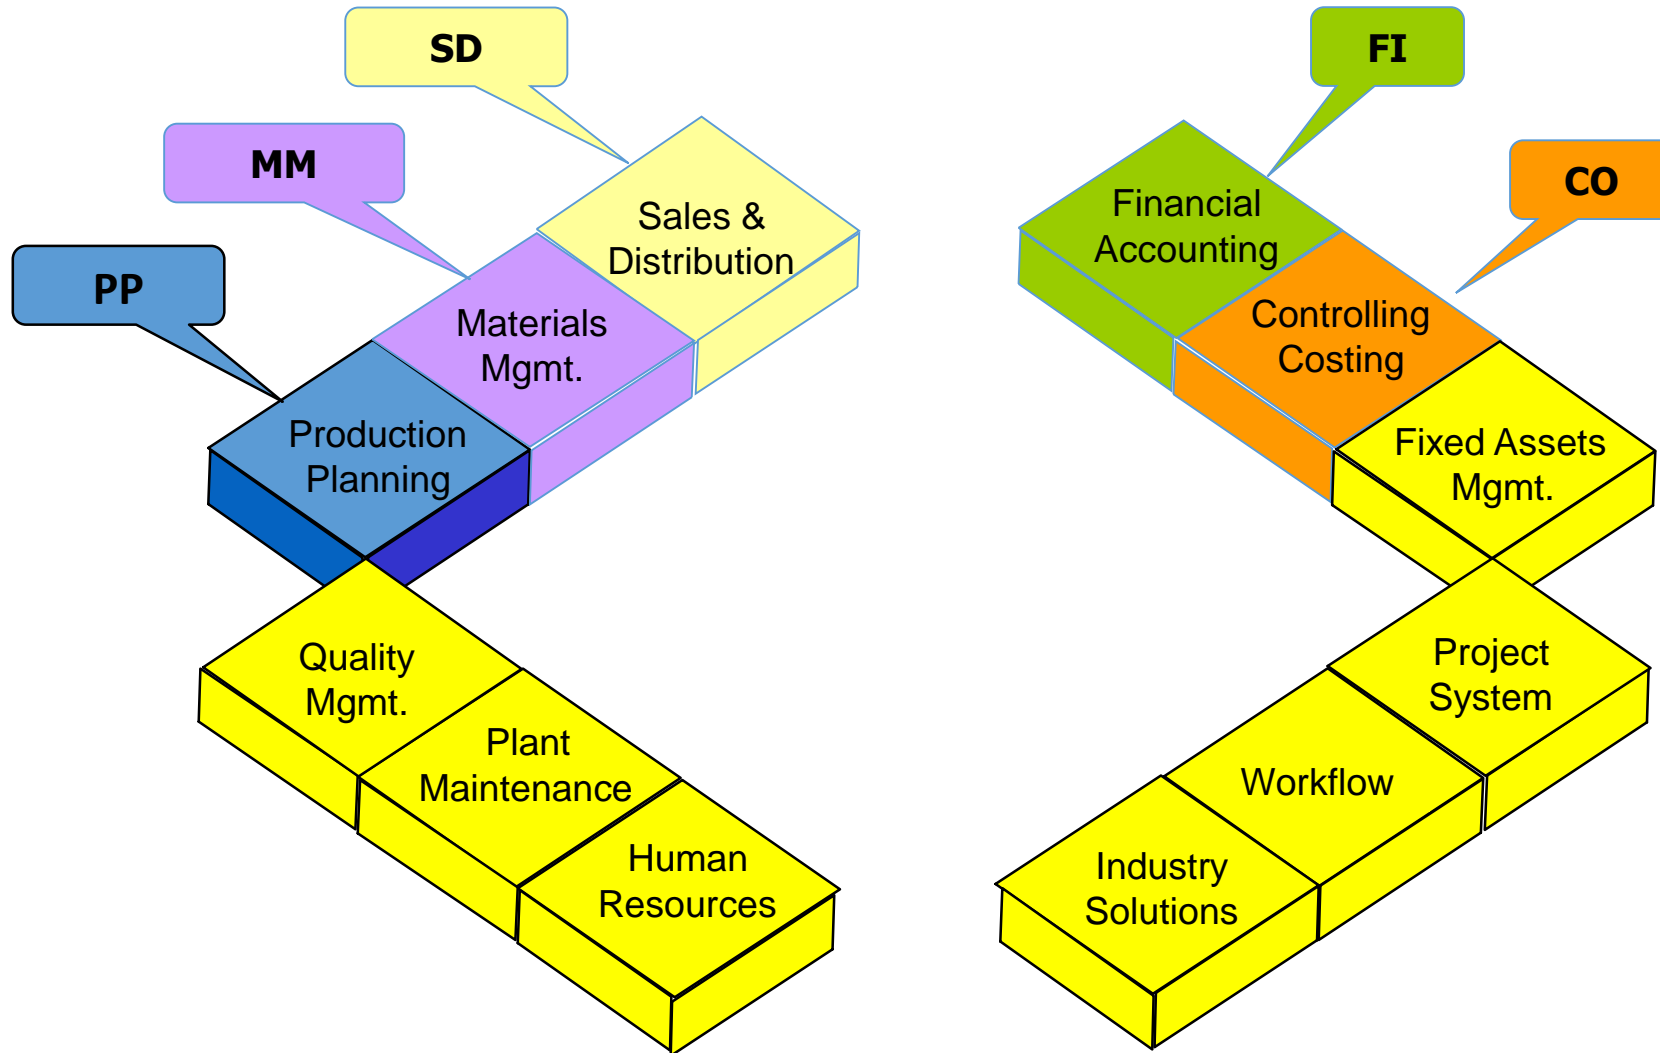 SD
FI
MM
CO
PP
Sales &
Distribution
Financial
Accounting
Materials
Mgmt.
Controlling
Costing
Production
Planning
Fixed Assets
Mgmt.
Quality
Mgmt.
Project
System
Plant
Maintenance
Workflow
Human
Resources
Industry
Solutions